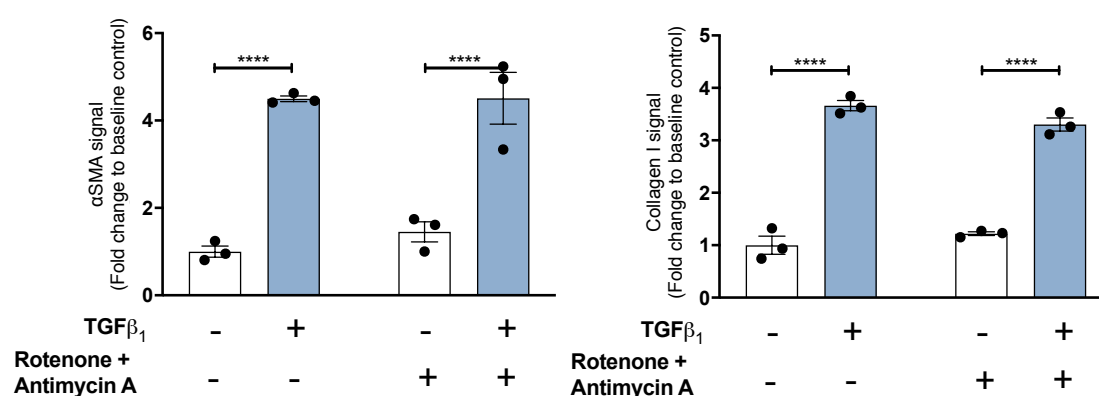 αSMA signal
(Fold change to baseline control)
6
4
2
0
****
****
TGFβ1 - + - +
Rotenone +
Antimycin A - - + +
Collagen I signal
(Fold change to baseline control)
5
4
3
2
1
0
****
****
TGFβ1 - + - +
Rotenone +
Antimycin A - - + +